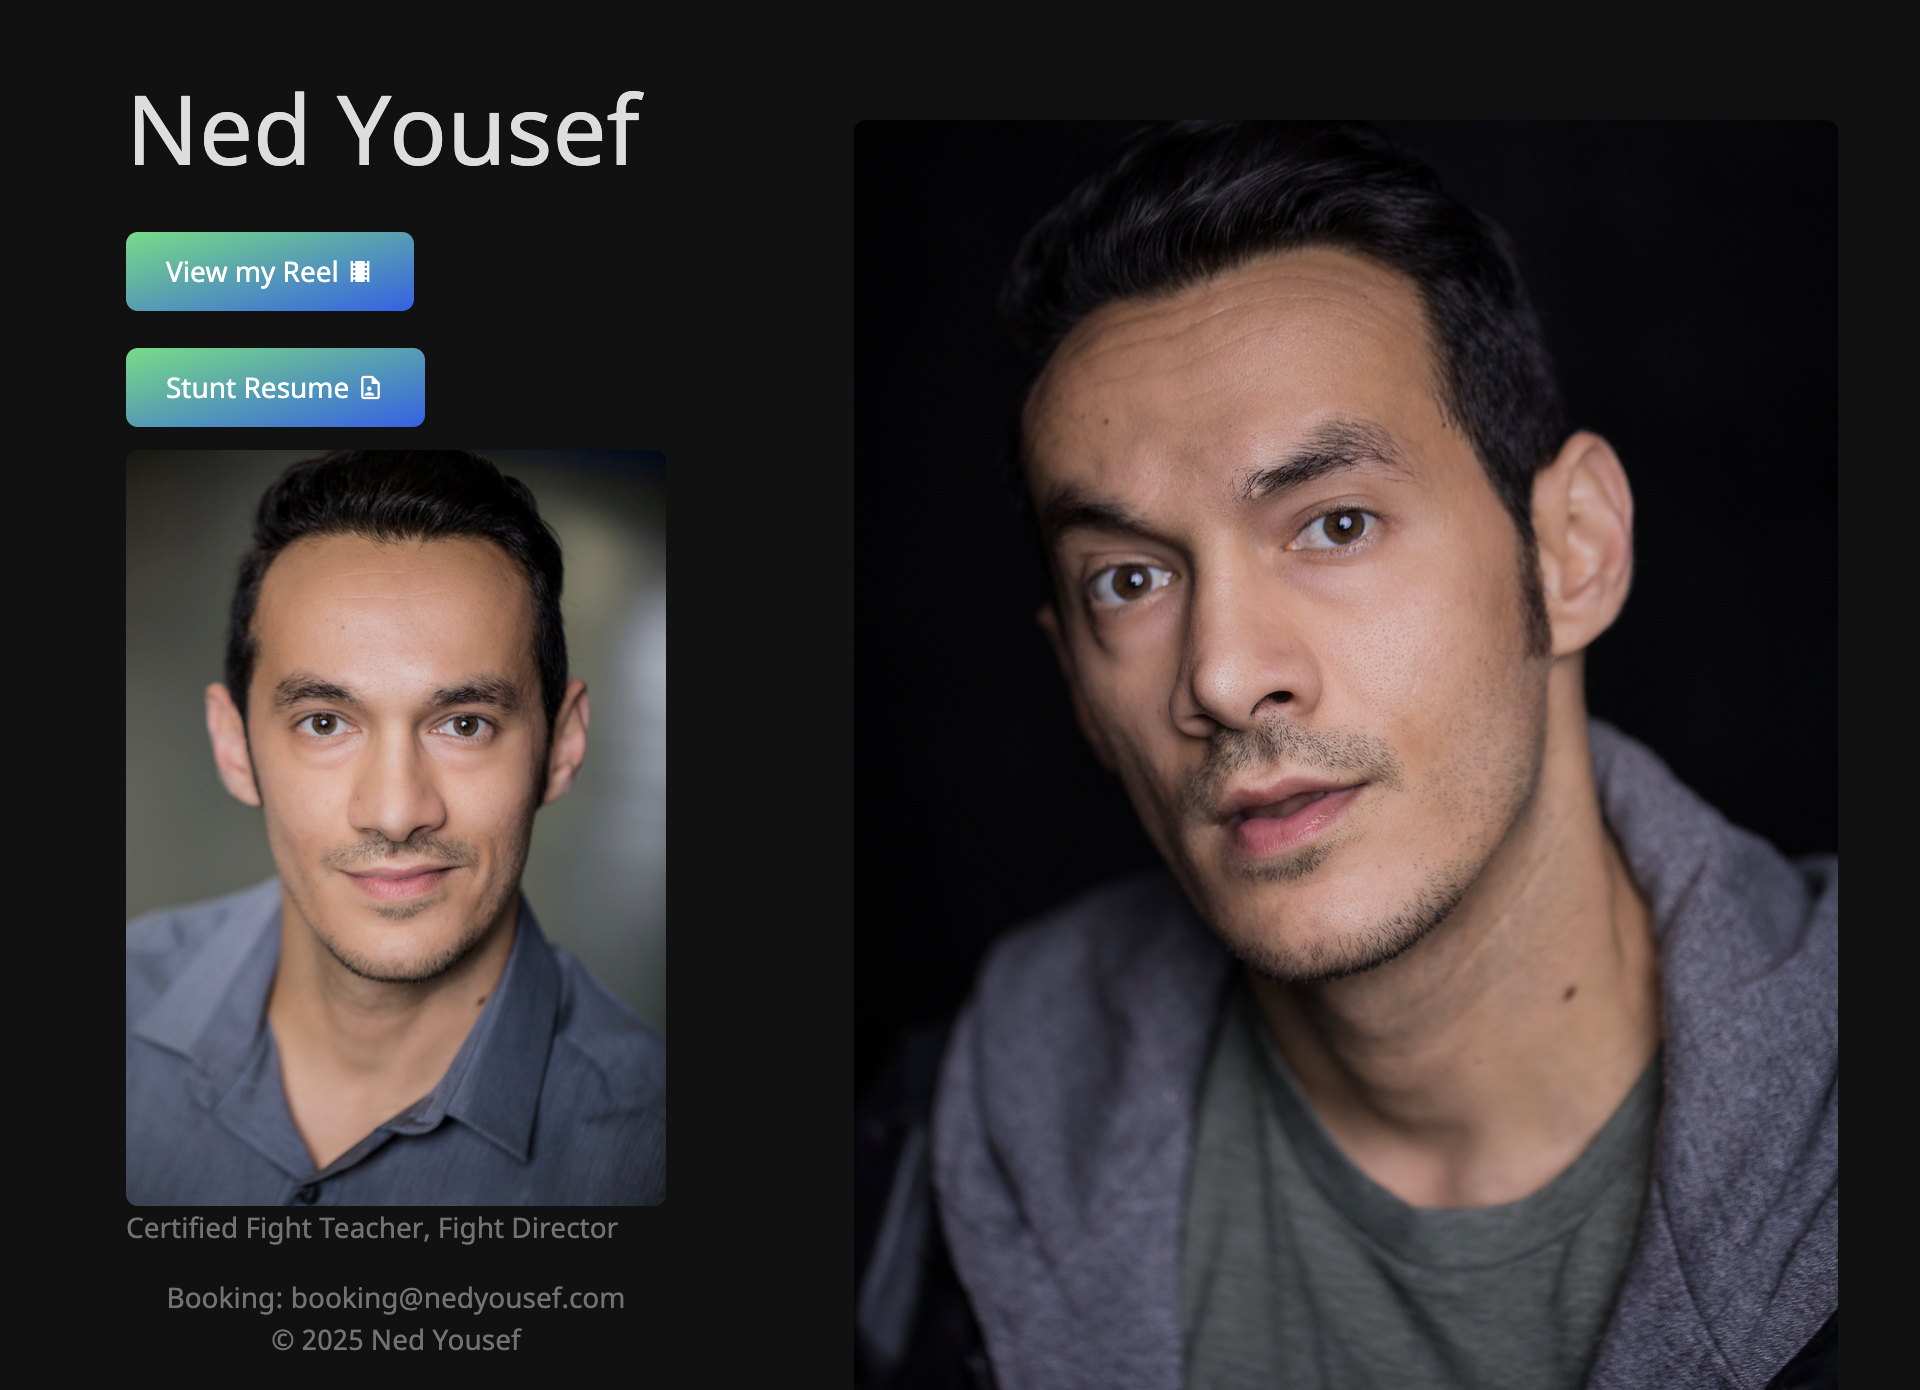 Ned Yousef
View my Reel
Stunt Resume
Certified Fight Teacher, Fight Director
Booking: booking@nedyousef.com
© 2025 Ned Yousef